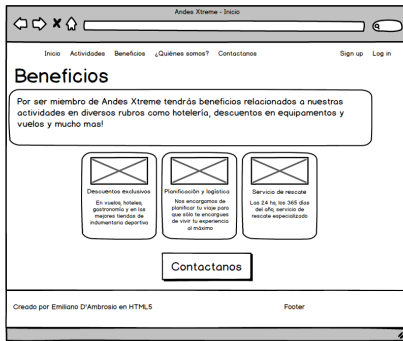 Andes Xtreme - Inicio
Inicio Actividades Beneficios ¿Quiénes somos? Contactanos Sign up Log in
Beneficios
Por ser miembro de Andes Xtreme tendrás beneficios relacionados a nuestras
actividades en diversos rubros como hotelería, descuentos en equipamentos y
vuelos y mucho mas!
Descuentos exclusivos
En vuelos, hoteles,
gastronomía y en las
mejores tiendas de
indumentaria deportiva
Planificación y logística
Nos encargamos de
planificar tu viaje para
que sólo te encargues
de vivir tu experiencia
al máximo
Servicio de rescate
Las 24 hs, los 365 días
del año, servicio de
rescate especializado
Contactanos
Creado por Emiliano D'Ambrosio en HTML5 Footer